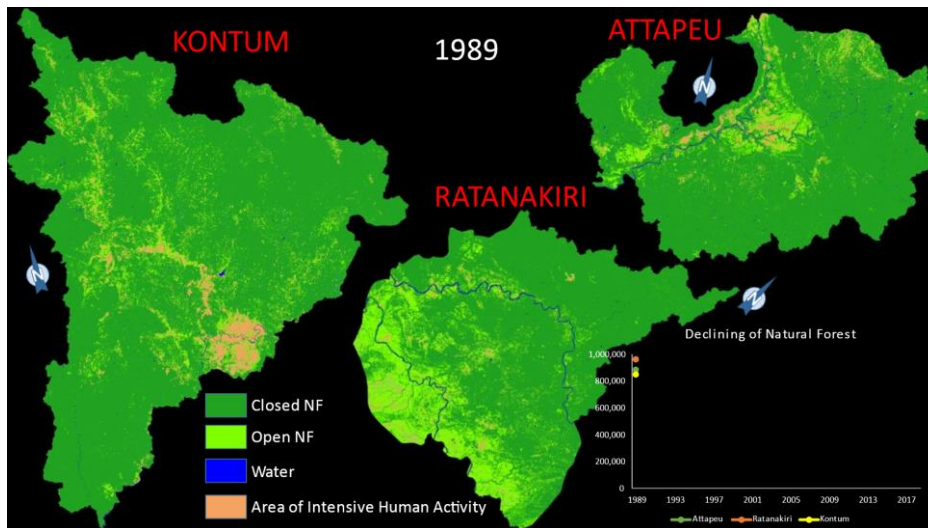 KONTUM
1989
ATTAPEU
N
RATANAKIRI
N
N
Declining of Natural Forest
1,000,000
800,000
600,000
400,000
200,000
0
1989 1993 1997 2001 2005 2009 2013 2017
Attapeu Ratanakiri Kontum
Closed NF
Open NF
Water
Area of Intensive Human Activity